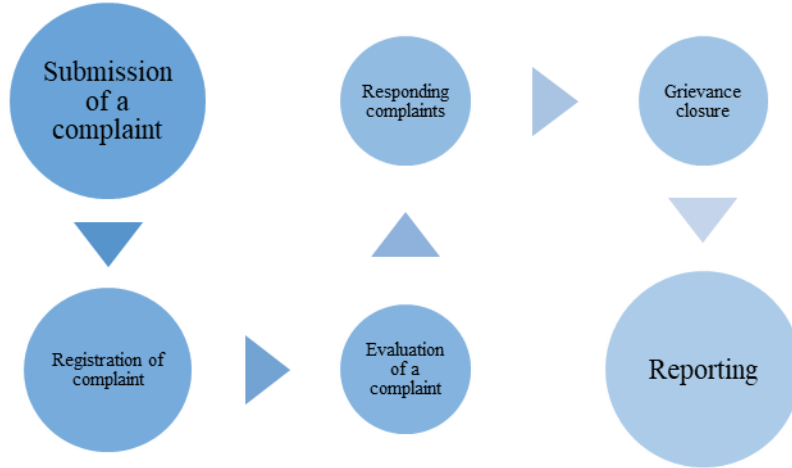 Submission
of a
complaint
Registration of
complaint
Evaluation
of a
complaint
Responding
complaints
Grievance
closure
Reporting